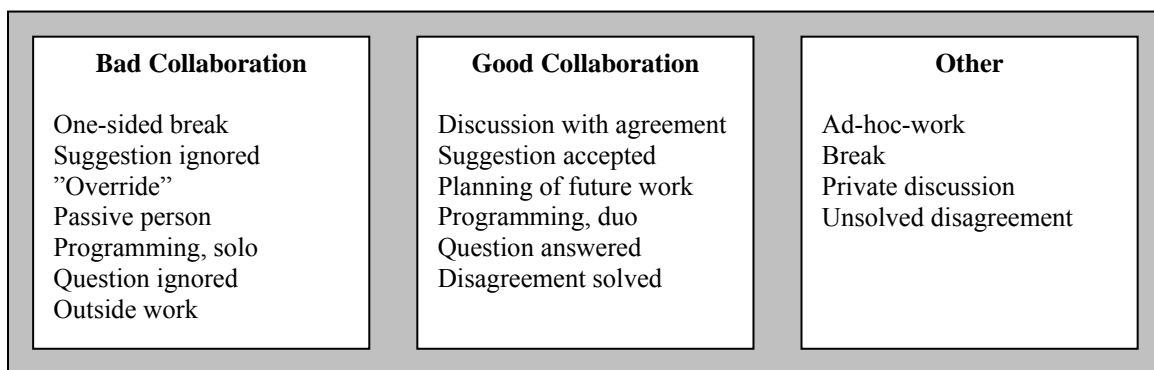 Bad Collaboration
One-sided break
Suggestion ignored
”Override”
Passive person
Programming, solo
Question ignored
Outside work
Good Collaboration
Discussion with agreement
Suggestion accepted
Planning of future work
Programming, duo
Question answered
Disagreement solved
Other
Ad-hoc-work
Break
Private discussion
Unsolved disagreement